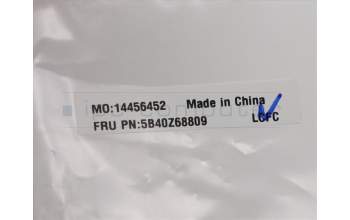 MO:14456452 Made in China
FRU PN:5B40Z68809 LCFC